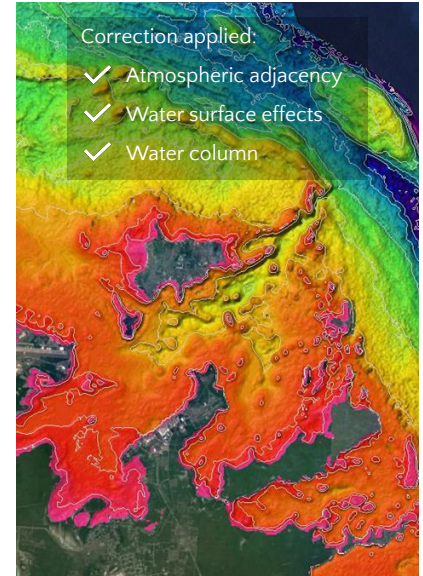 Correction applied:
Atmospheric adjacency
Water surface effects
Water column